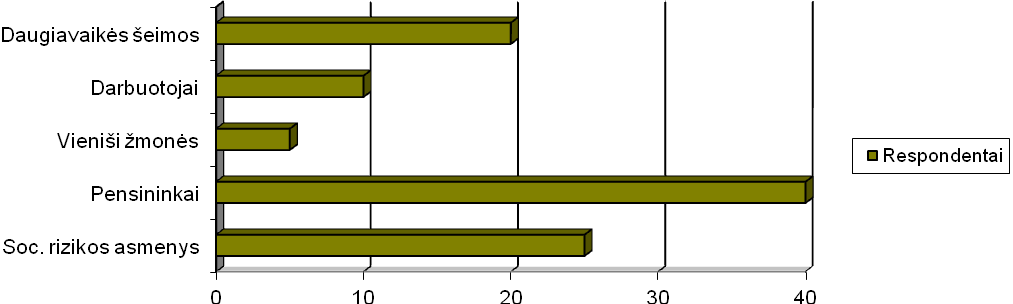 Daugiavaikės šeimos
Darbuotojai
Vieniši žmonės
Pensininkai
Soc. rizikos asmenys
0 10 20 30 40
Respondentai